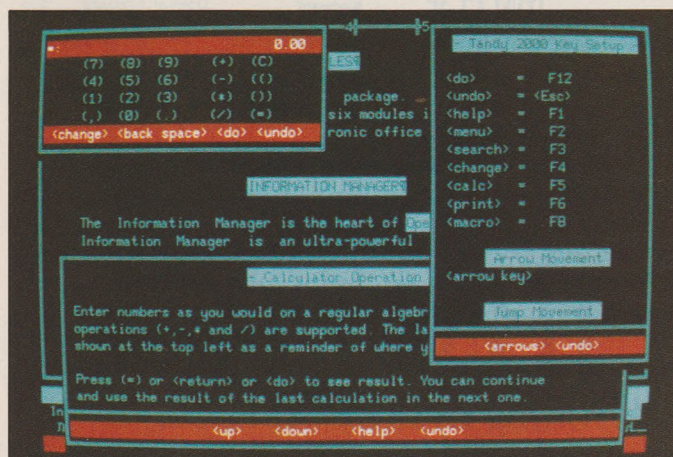 4 5
*: 0.00
(7) (8) (9) (+) (C)
(4) (5) (6) (-) (()
(1) (2) (3) (*) ())
(,) (0) (.) (/) (=)
<change> <back space> <do> <undo>
LES¶
package.
six modules i
ronic office
INFORMATION MANAGER¶
The Information Manager is the heart of Ope
Information Manager is an ultra-powerful
- Tandy 2000 Key Setup -
<do> = F12
<undo> = <Esc>
<help> = F1
<menu> = F2
<search> = F3
<change> = F4
<calc> = F5
<print> = F6
<macro> = F8
Arrow Movement
<arrow key>
Jump Movement
<arrows> <undo>
- Calculator Operation
Enter numbers as you would on a regular algebr
operations (+,-,* and /) are supported. The la
shown at the top left as a reminder of where y
Press (=) or <return> or <do> to see result. You can continue
and use the result of the last calculation in the next one.
In
<up> <down> <help> <undo>